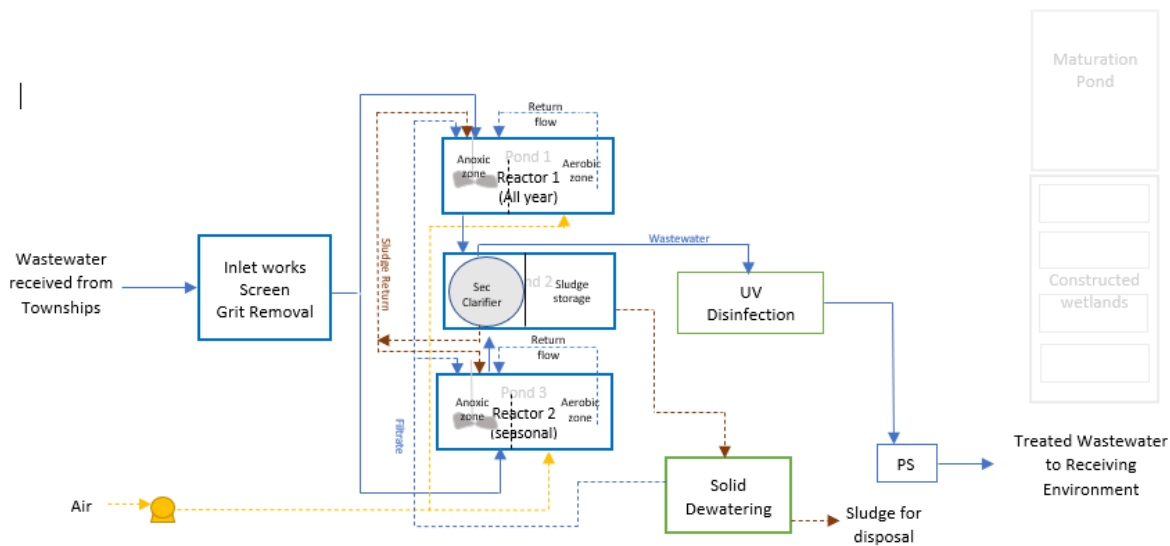 Maturation
Pond
Return
flow
Anoxic
zone
Pond 1
Aerobic
zone
Reactor 1
(All year)
Sludge Return
Wastewater
Wastewater
received from
Townships
Inlet works
Screen
Grit Removal
Sec
Clarifier
nd 2
Sludge
storage
UV
Disinfection
Constructed
wetlands
Return
flow
Pond 3
Anoxic
zone
Aerobic
zone
Reactor 2
(seasonal)
Filtrate
PS
Treated Wastewater
to Receiving
Environment
Air
Solid
Dewatering
Sludge for
disposal